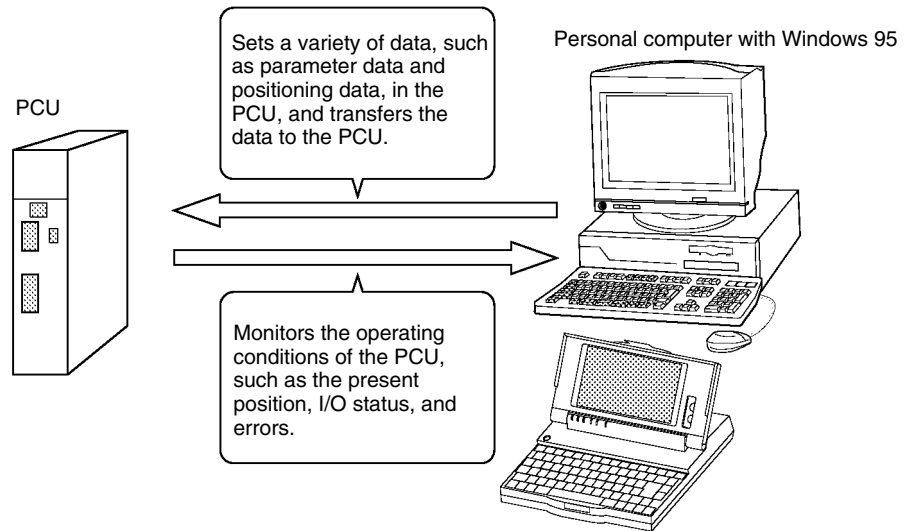 Sets a variety of data, such
as parameter data and
positioning data, in the
PCU, and transfers the
data to the PCU.
Personal computer with Windows 95
PCU
Monitors the operating
conditions of the PCU,
such as the present
position, I/O status, and
errors.